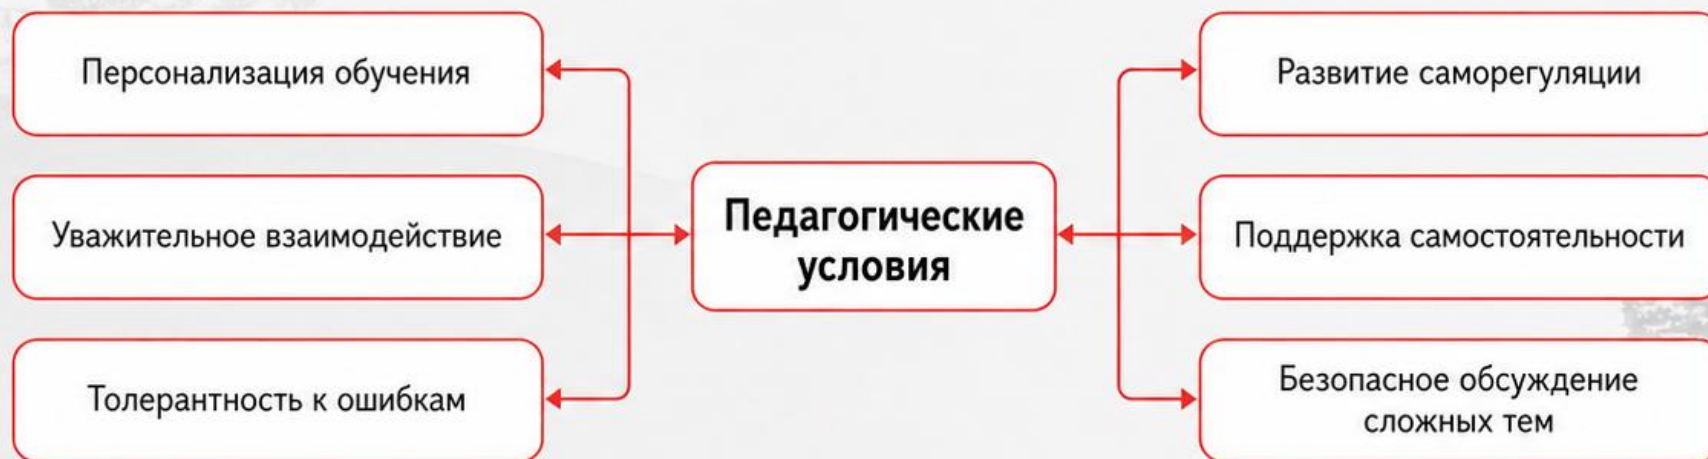 Персонализация обучения
Уважительное взаимодействие
Толерантность к ошибкам
Педагогические
условия
Развитие саморегуляции
Поддержка самостоятельности
Безопасное обсуждение
сложных тем